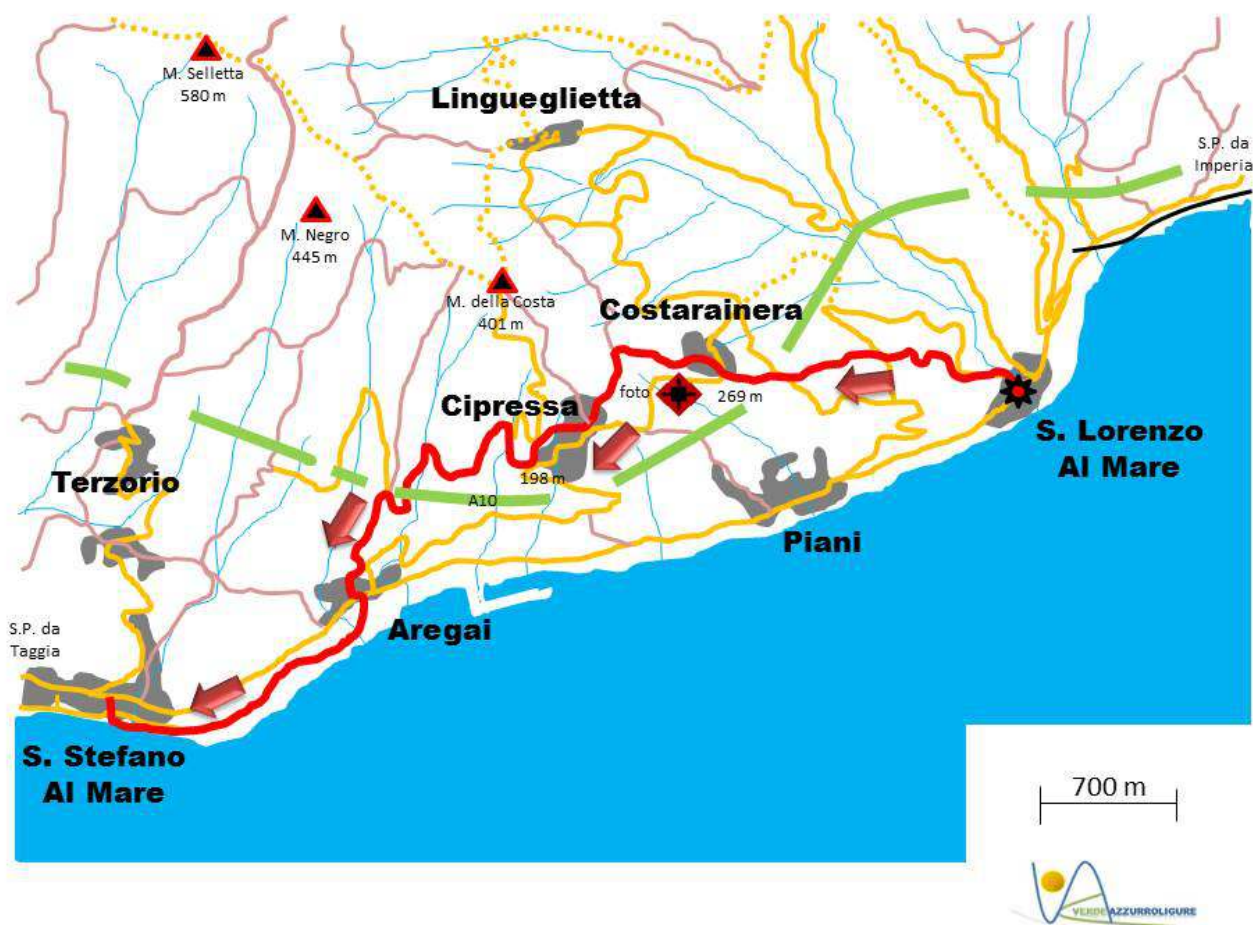 M. Selletta
580 m
Lingueglietta
S.P. da
Imperia
M. Negro
445 m
M. della Costa
401 m
Costarainera
foto
269 m
Cipressa
S. Lorenzo
Al Mare
198 m
A10
Terzorio
Piani
Aregai
S.P. da
Taggia
S. Stefano
Al Mare
700 m
VERDEAZZURROLIGURE